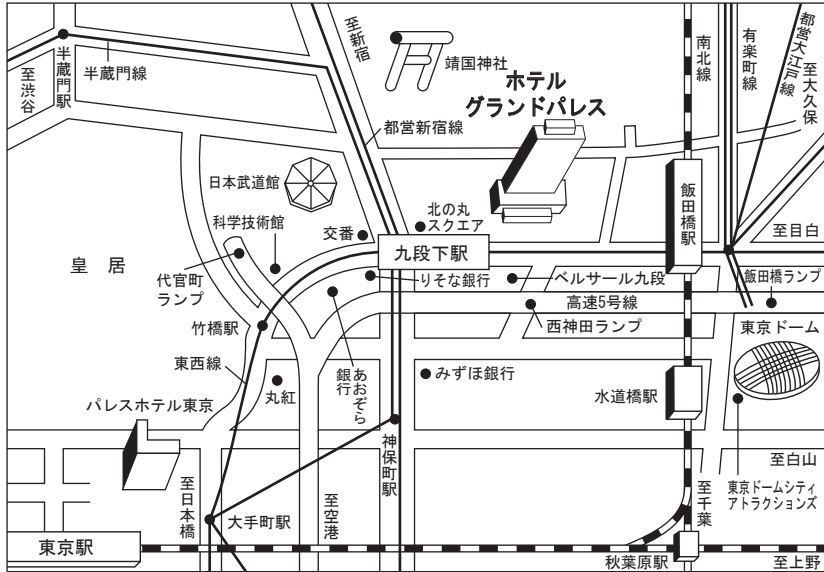 至新宿
靖国神社
ホテル
グランドパレス
南北線
有楽町線
都営大江戸線
至大久保
至渋谷
半蔵門駅
半蔵門線
都営新宿線
日本武道館
科学技術館
交番
北の丸
スクエア
飯田橋駅
至目白
皇居
代官町
ランプ
九段下駅
りそな銀行
ベルサール九段
飯田橋ランプ
高速5号線
竹橋駅
西神田ランプ
東京ドーム
東西線
あおぞら
銀行
みずほ銀行
丸紅
水道橋駅
パレスホテル東京
神保町駅
至白山
至日本橋
大手町駅
至空港
至千葉
東京ドームシティ
アトラクションズ
東京駅
秋葉原駅
至上野